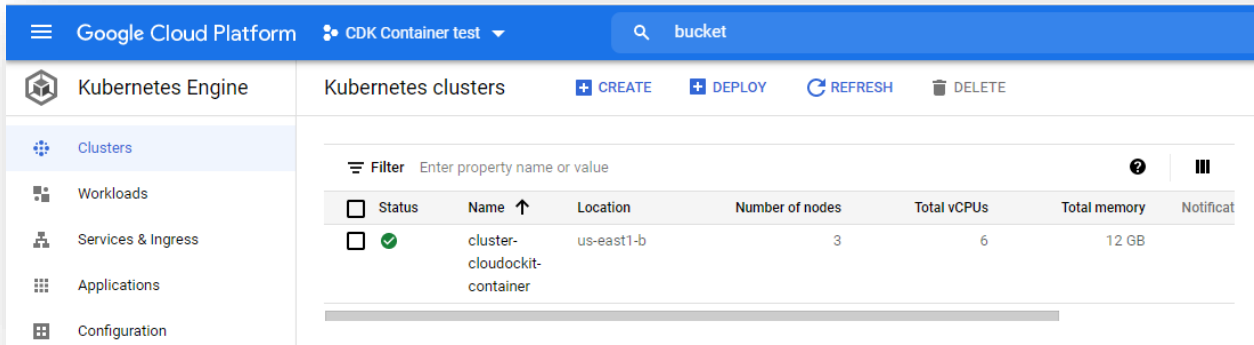 Google Cloud Platform CDK Container test bucket
Kubernetes Engine Kubernetes clusters CREATE DEPLOY REFRESH DELETE
Clusters
Workloads
Services & Ingress
Applications
Configuration
Filter Enter property name or value
Status Name Location Number of nodes Total vCPUs Total memory Notificat
cluster- us-east1-b 3 6 12 GB
cloudockit-
container